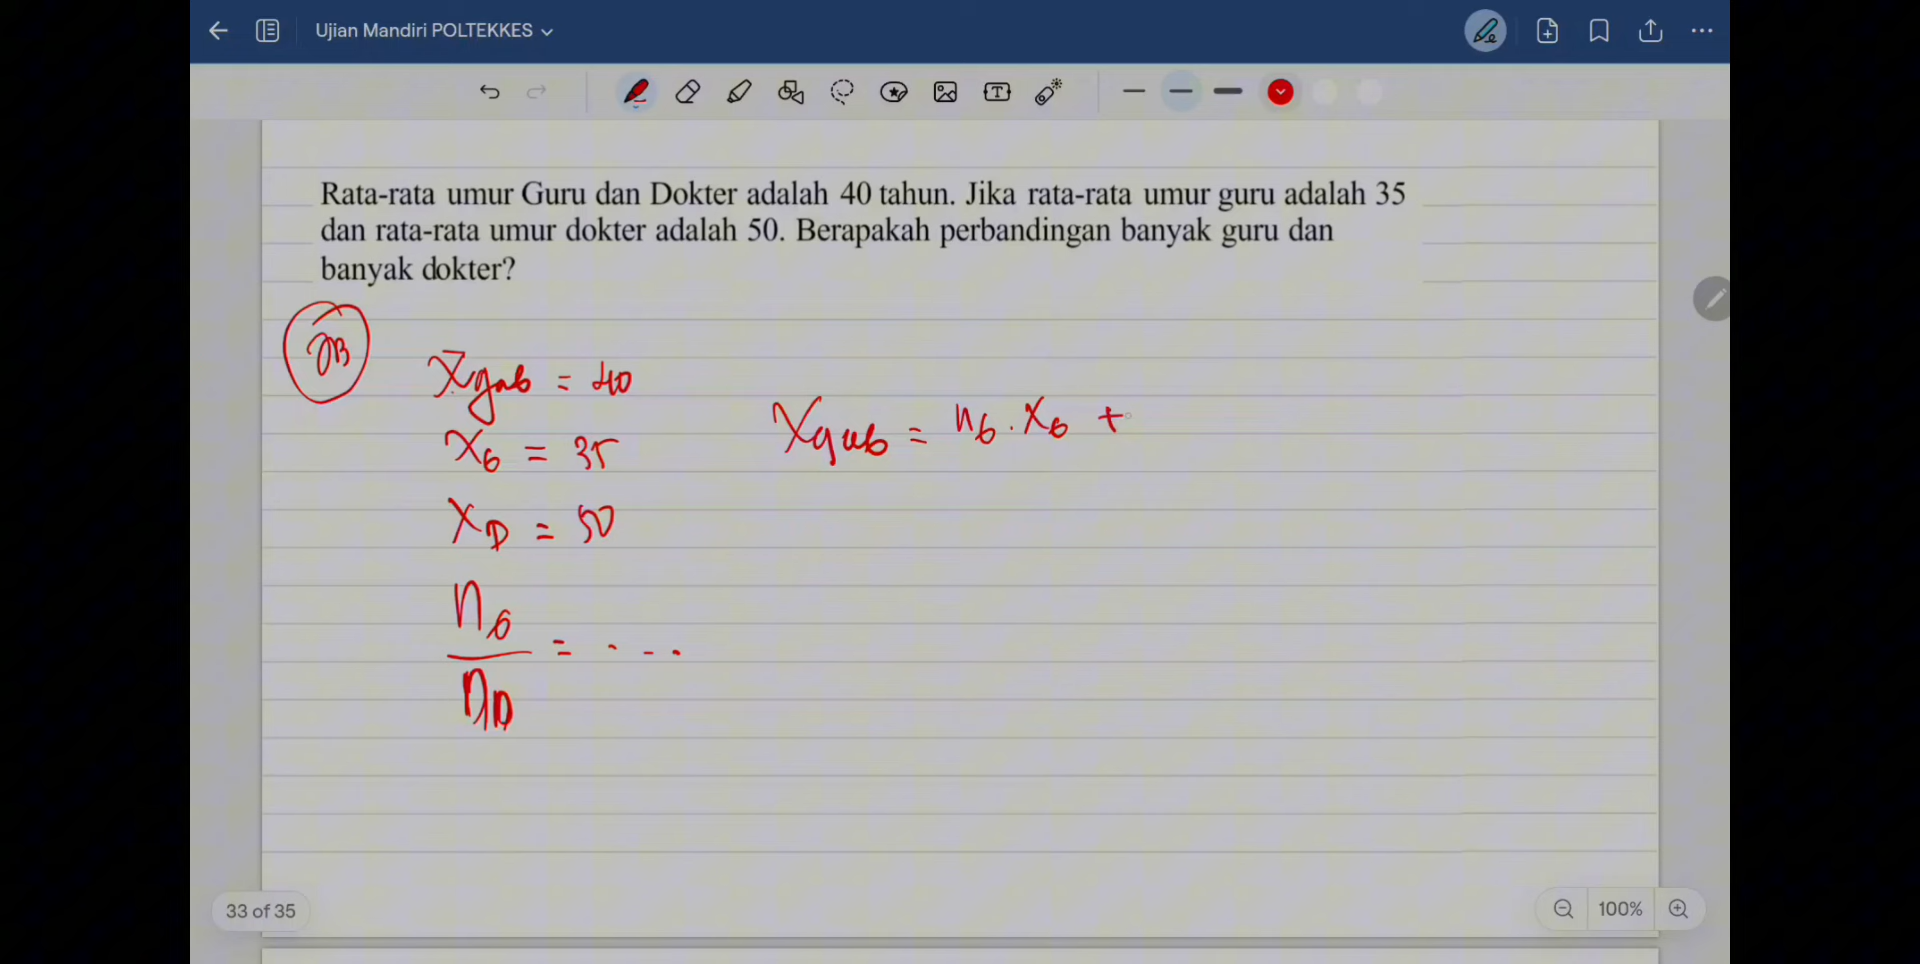 Ujian Mandiri POLTEKKES
Rata-rata umur Guru dan Dokter adalah 40 tahun. Jika rata-rata umur guru adalah 35
dan rata-rata umur dokter adalah 50. Berapakah perbandingan banyak guru dan
banyak dokter?
JB
X̄gab = 40
XG = 35
XD = 50
nG
= ....
nD
Xgab = nG . XG +
33 of 35
100%